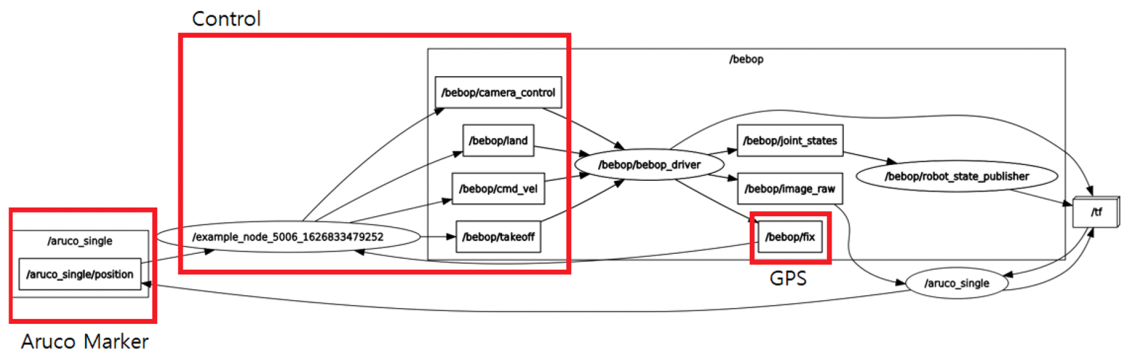 Control
/bebop
/bebop/camera_control
/bebop/land
/bebop/joint_states
/bebop/bebop_driver
/bebop/robot_state_publisher
/bebop/cmd_vel
/bebop/image_raw
/tf
/aruco_single
/example_node_5006_1626833479252
/bebop/takeoff
/bebop/fix
/aruco_single/position
GPS
/aruco_single
Aruco Marker